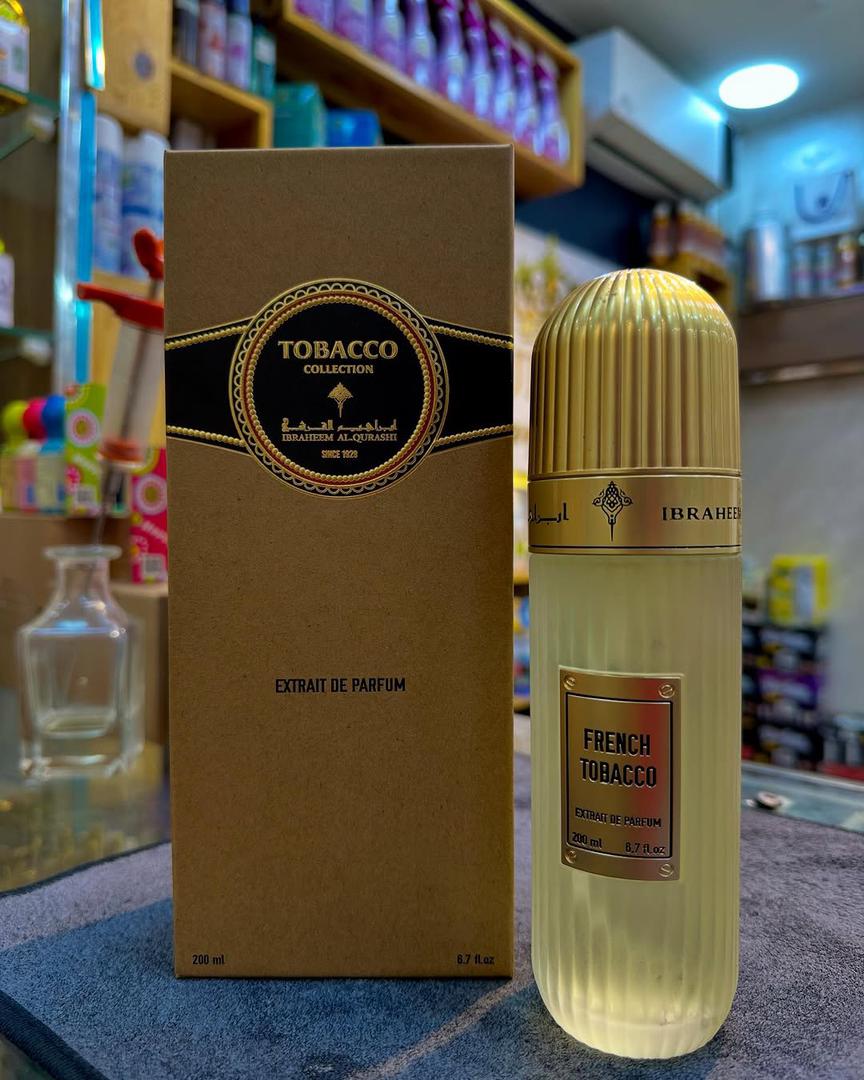 TOBACCO
COLLECTION
ابراهيم القرشي
IBRAHEEM AL.QURASHI
SINCE 1928
EXTRAIT DE PARFUM
200 ml
6.7 fl.oz
IBRAHEE
FRENCH
TOBACCO
EXTRAIT DE PARFUM
200 ml 6,7 fl.oz